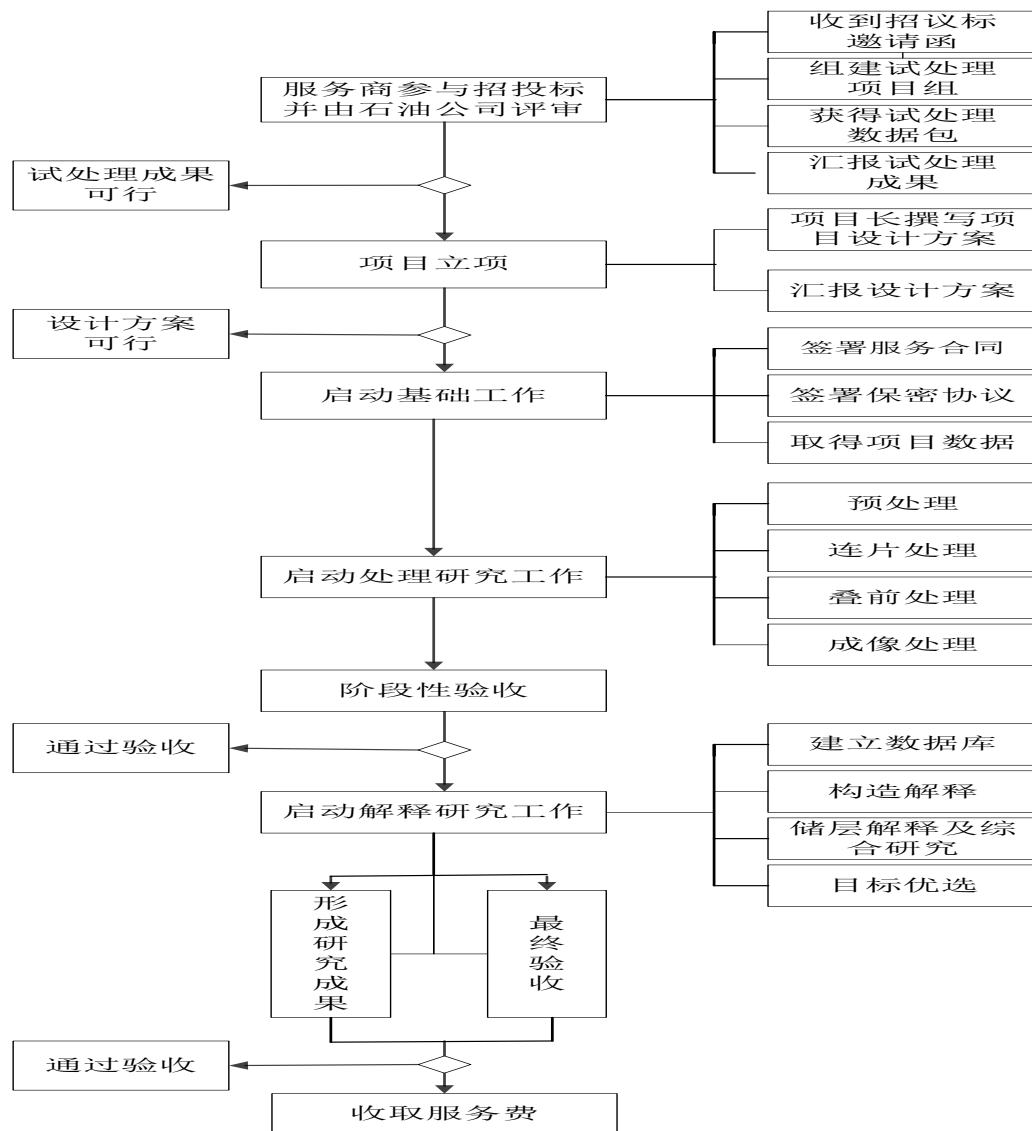 收到招议标
邀请函
组建试处理
项目组
服务商参与招投标
并由石油公司评审
获得试处理
数据包
汇报试处理
成果
试处理成果
可行
项目长撰写项
目设计方案
项目立项
汇报设计方案
设计方案
可行
签署服务合同
启动基础工作
签署保密协议
取得项目数据
预处理
连片处理
启动处理研究工作
叠前处理
成像处理
阶段性验收
通过验收
建立数据库
构造解释
启动解释研究工作
储层解释及综
合研究
目标优选
形成研究成果
最终验收
通过验收
收取服务费